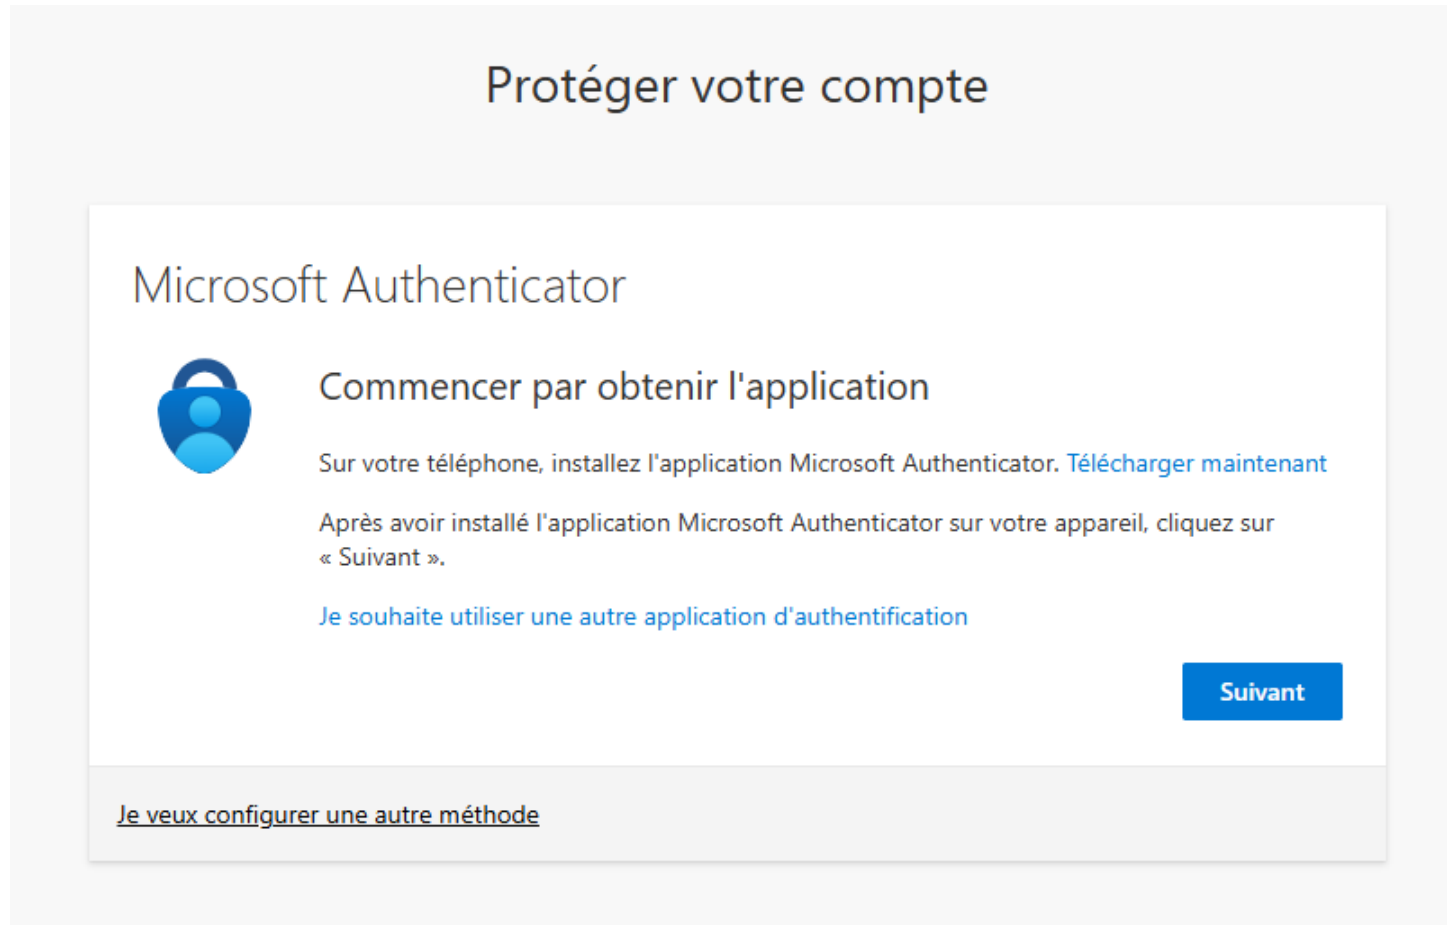 Protéger votre compte
Microsoft Authenticator
Commencer par obtenir l'application
Sur votre téléphone, installez l'application Microsoft Authenticator. Télécharger maintenant
Après avoir installé l'application Microsoft Authenticator sur votre appareil, cliquez sur
« Suivant ».
Je souhaite utiliser une autre application d'authentification
Suivant
Je veux configurer une autre méthode